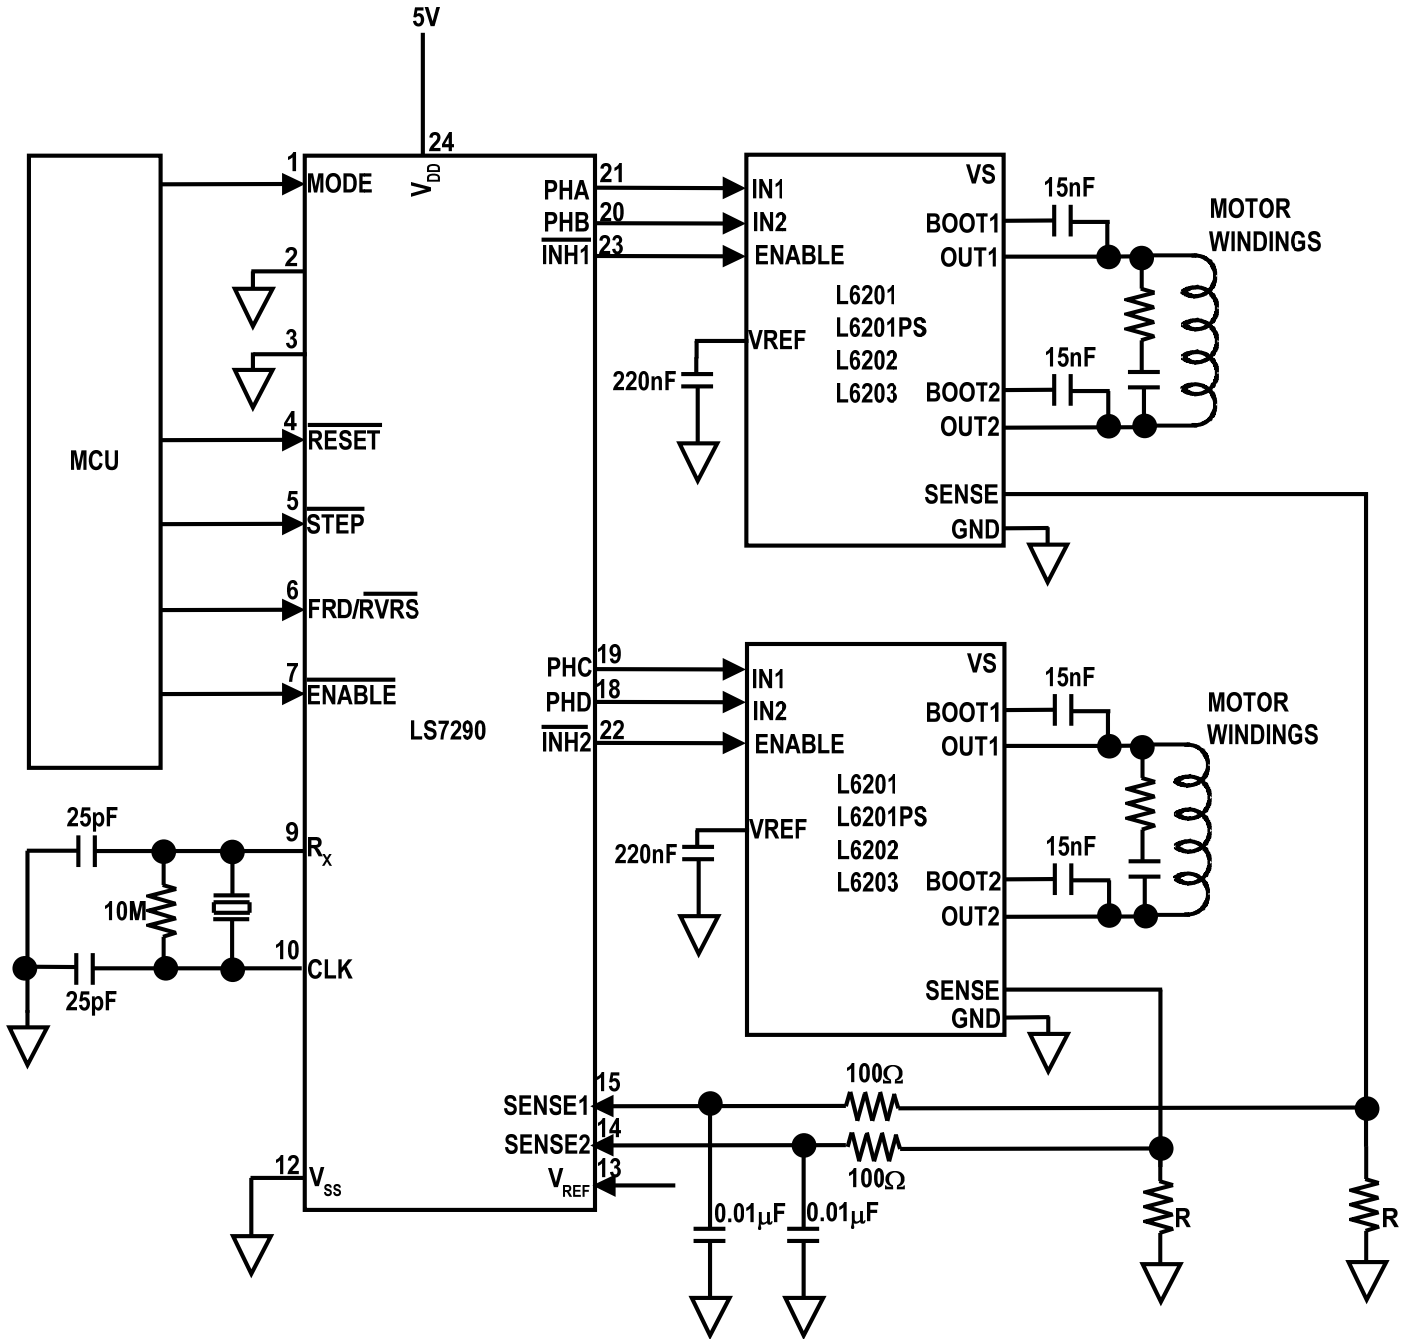 5V
24
V DD
MCU
1
MODE
2
3
4
RESET
5
STEP
6
FRD/RVRS
7
ENABLE
LS7290
25pF
9
RX
10M
10
CLK
25pF
12
VSS
PHA
21
PHB
20
INH1
23
PHC
19
PHD
18
INH2
22
SENSE1
15
SENSE2
14
VREF
13
IN1
IN2
ENABLE
VREF
220nF
L6201
L6201PS
L6202
L6203
VS
BOOT1
OUT1
BOOT2
OUT2
SENSE
GND
15nF
15nF
MOTOR
WINDINGS
IN1
IN2
ENABLE
VREF
220nF
L6201
L6201PS
L6202
L6203
VS
BOOT1
OUT1
BOOT2
OUT2
SENSE
GND
15nF
15nF
MOTOR
WINDINGS
100Ω
100Ω
0.01µF
0.01µF
R
R